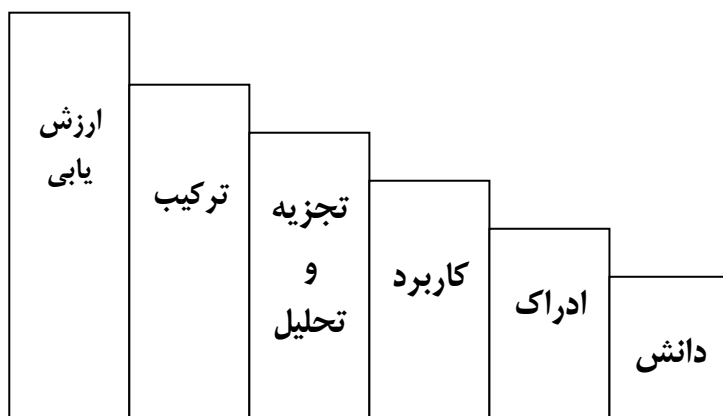 دانش
ادراک
کاربرد
تجزیه
و
تحلیل
ترکیب
ارزش
یابی